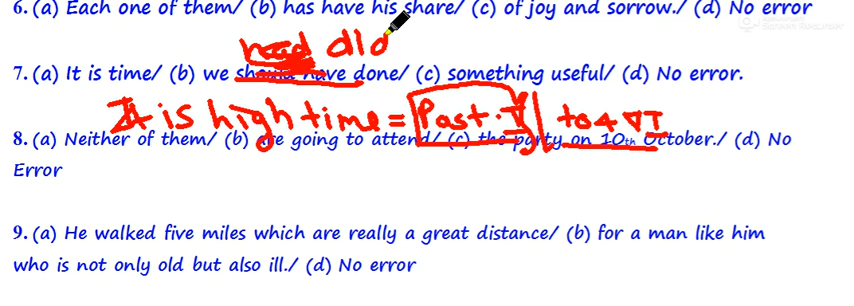 6. (a) Each one of them/ (b) has have his share/ (c) of joy and sorrow./ (d) No error
had did
7. (a) It is time/ (b) we should have done/ (c) something useful/ (d) No error.
It is high time = Past. V to + VI
8. (a) Neither of them/ (b) are going to attend/ (c) the party on 10th October./ (d) No
Error
9. (a) He walked five miles which are really a great distance/ (b) for a man like him
who is not only old but also ill./ (d) No error